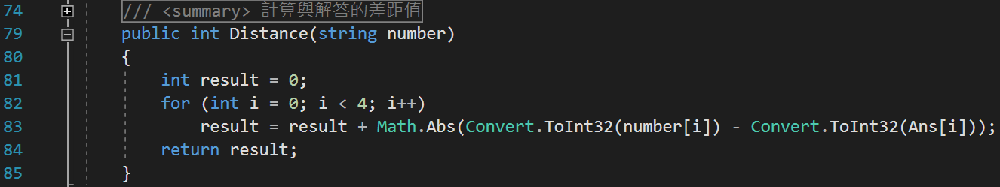 74 /// <summary> 計算與解答的差距值
79 public int Distance(string number)
80 {
81 int result = 0;
82 for (int i = 0; i < 4; i++)
83 result = result + Math.Abs(Convert.ToInt32(number[i]) - Convert.ToInt32(Ans[i]));
84 return result;
85 }